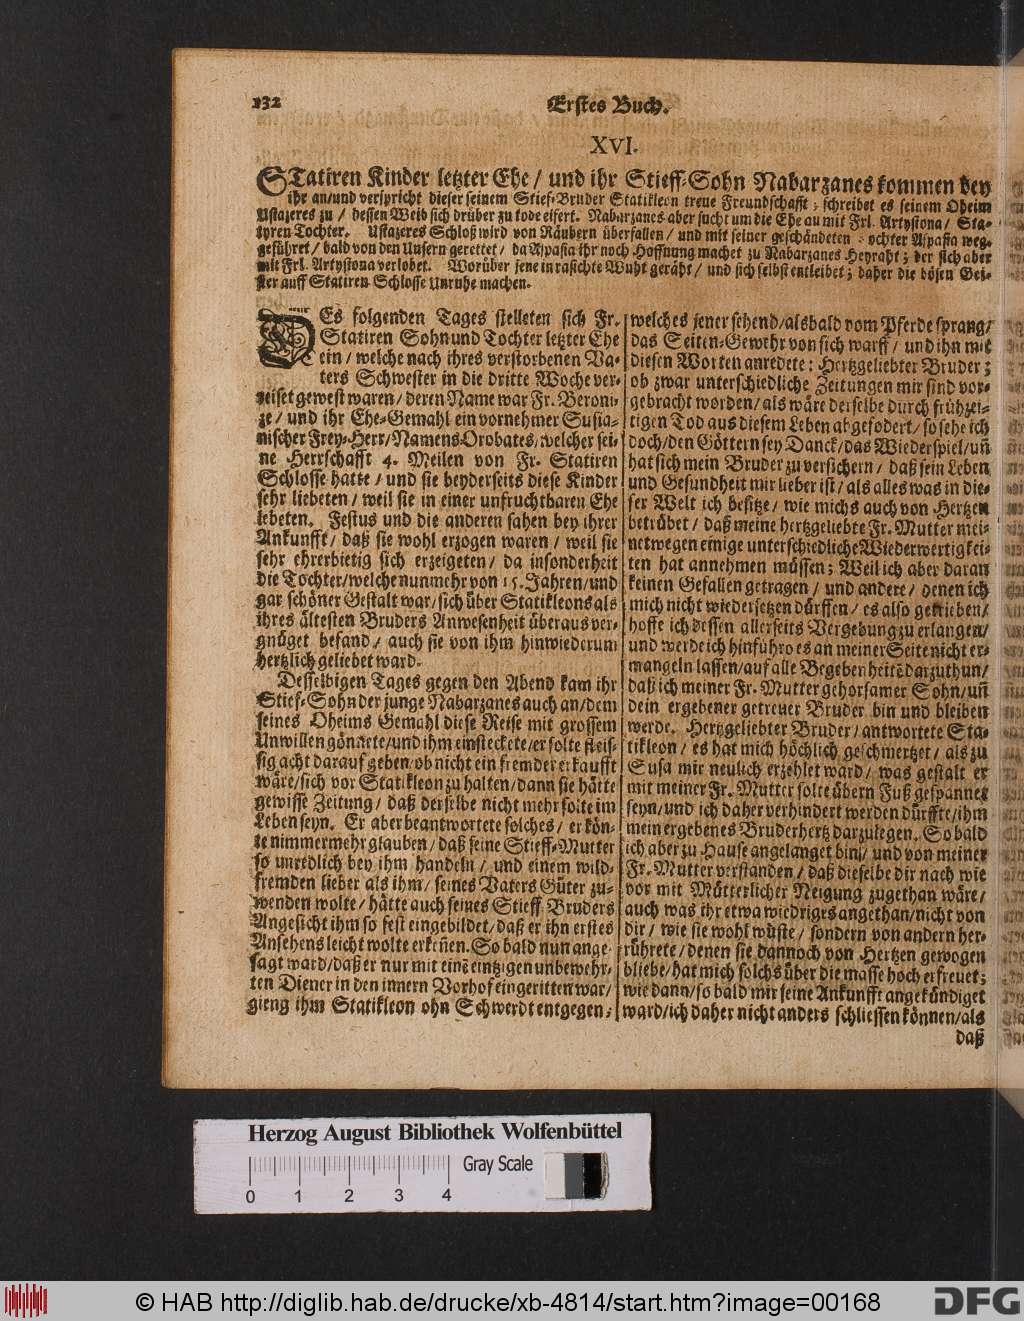 132
Erstes Buch.
XVI.
STatiren Kinder letzter Ehe / und ihr Stieff-Sohn Nabarzanes kommen bey
ihr an/und verspricht dieser seinem Stief-Bruder Statikleon treue Freundschafft; schreibet es seinem Oheim
Ustazeres zu / dessen Weib sich drüber zu tode eifert. Nabarzanes aber sucht um die Ehe an mit Frl. Artystona / Sta-
tyren Tochter. Ustazeres Schloß wird von Räubern überfallen / und mit seiner geschändeten Tochter Aspasia weg-
geführet / bald von den Unsern gerettet / da Aspasia ihr noch Hoffnung machet zu Nabarzanes Heyraht; der sich aber
mit Frl. Artystona verlobet. Worüber jene in rasichte Wuht geräht / und sich selbst entleibet; daher die bösen Gei-
ster auff Statiren Schlosse Unruhe machen.
DEs folgenden Tages stelleten sich Fr.
Statiren Sohn und Tochter letzter Ehe
ein / welche nach ihres verstorbenen Va-
ters Schwester in die dritte Woche ver-
reiset gewest waren / deren Name war Fr. Beroni-
ze / und ihr Ehe-Gemahl ein vornehmer Susia-
nischer Frey-Herr/Namens Orobates/welcher sei-
ne Herrschafft 4. Meilen von Fr. Statiren
Schlosse hatte / und sie beyderseits diese Kinder
sehr liebeten / weil sie in einer unfruchtbaren Ehe
lebeten. Festus und die anderen sahen bey ihrer
Ankunfft / daß sie wohl erzogen waren / weil sie
sehr ehrerbietig sich erzeigeten / da insonderheit
die Tochter/welche nunmehr von 15. Jahren/und
gar schöner Gestalt war/sich über Statikleons als
ihres ältesten Bruders Anwesenheit überaus ver-
gnüget befand / auch sie von ihm hinwiederum
hertzlich geliebet ward.
Desselbigen Tages gegen den Abend kam ihr
Stief-Sohn der junge Nabarzanes auch an/dem
seines Oheims Gemahl diese Reise mit grossem
Unwillen gönnete/und ihm einsteckete/er solte fleis-
sig acht darauf geben/ob nicht ein fremder erkaufft
wäre/sich vor Statikleon zu halten/dann sie hätte
gewisse Zeitung / daß derselbe nicht mehr solte im
Leben seyn. Er aber beantwortete solches / er kön-
te nimmermehr glauben / daß seine Stieff-Mutter
so unredlich bey ihm handeln / und einem wild-
fremden lieber als ihm / seines Vaters Güter zu-
wenden wolte / hätte auch seines Stieff Bruders
Angesicht ihm so fest eingebildet/daß er ihn erstes
Ansehens leicht wolte erkeñen. So bald nun ange-
sagt ward/daß er nur mit einē eintzigen unbewehr-
ten Diener in den innern Vorhof eingeritten war/
gieng ihm Statikleon ohn Schwerdt entgegen;
welches jener sehend/alsbald vom Pferde sprang/
das Seiten-Gewehr von sich warff / und ihn mit
diesen Worten anredete: Hertzgeliebter Bruder;
ob zwar unterschiedliche Zeitungen mir sind vor-
gebracht worden / als wäre derselbe durch frühzei-
tigen Tod aus diesem Leben abgefodert / so sehe ich
doch/den Göttern sey Danck/das Wiederspiel/uñ
hat sich mein Bruder zu versichern / daß sein Leben
und Gesundheit mir lieber ist / als alles was in die-
ser Welt ich besitze / wie michs auch von Hertzen
betrübet / daß meine hertzgeliebte Fr. Mutter mei-
netwegen einige unterschiedliche Wiederwertigkei-
ten hat annehmen müssen; Weil ich aber daran
keinen Gefallen getragen / und andere / denen ich
mich nicht wiedersetzen dürffen / es also getrieben/
hoffe ich dessen allerseits Vergebung zu erlangen/
und werde ich hinführo es an meiner Seite nicht er-
mangeln lassen/auf alle Begebenheitē darzuthun/
daß ich meiner Fr. Mutter gehorsamer Sohn/uñ
dein ergebener getreuer Bruder bin und bleiben
werde. Hertzgeliebter Bruder / antwortete Sta-
tikleon / es hat mich höchlich geschmertzet / als zu
Susa mir neulich erzehlet ward / was gestalt er
mit meiner Fr. Mutter solte übern Fuß gespannet
seyn/und ich daher verhindert werden dürffte/ihm
mein ergebenes Bruderhertz darzulegen. So bald
ich aber zu Hause angelanget bin/ und von meiner
Fr. Mutter verstanden / daß dieselbe dir nach wie
vor mit Mütterlicher Neigung zugethan wäre/
auch was ihr etwa wiedriges angethan/nicht von
dir / wie sie wohl wüste / sondern von andern her-
rührete / denen sie dannoch von Hertzen gewogen
bliebe/hat mich solchs über die masse hoch erfreuet;
wie dann/so bald mir seine Ankunfft angekündiget
ward/ich daher nicht anders schliessen können/als
daß
Herzog August Bibliothek Wolfenbüttel
Gray Scale
0 1 2 3 4
© HAB http://diglib.hab.de/drucke/xb-4814/start.htm?image=00168
DFG